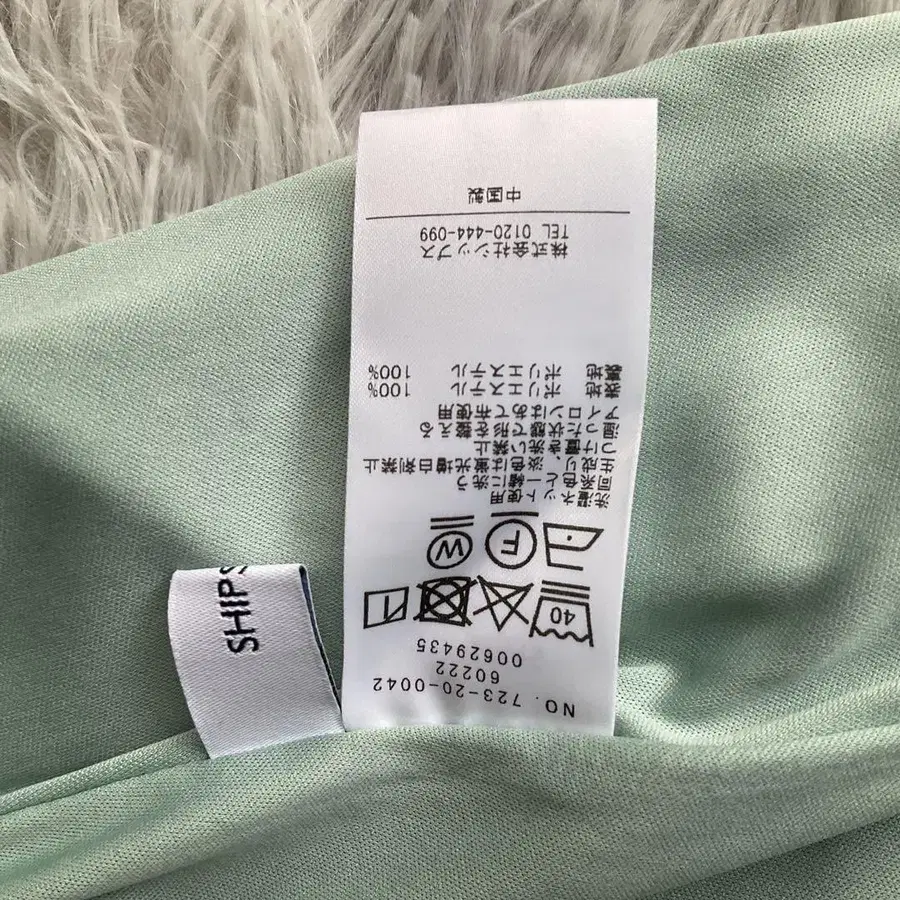 NO. 723-20-0042
60222
00629435
40
F W
洗濯ネット使用
同系色と一緒に洗う
生成り、淡色は蛍光増白剤禁止
つけ置き洗い禁止
湿った状態で形を整える
アイロンはあて布使用
表地 ポリエステル 100%
裏地 ポリエステル 100%
株式会社シップス
TEL 0120-444-099
中国製
SHIPS